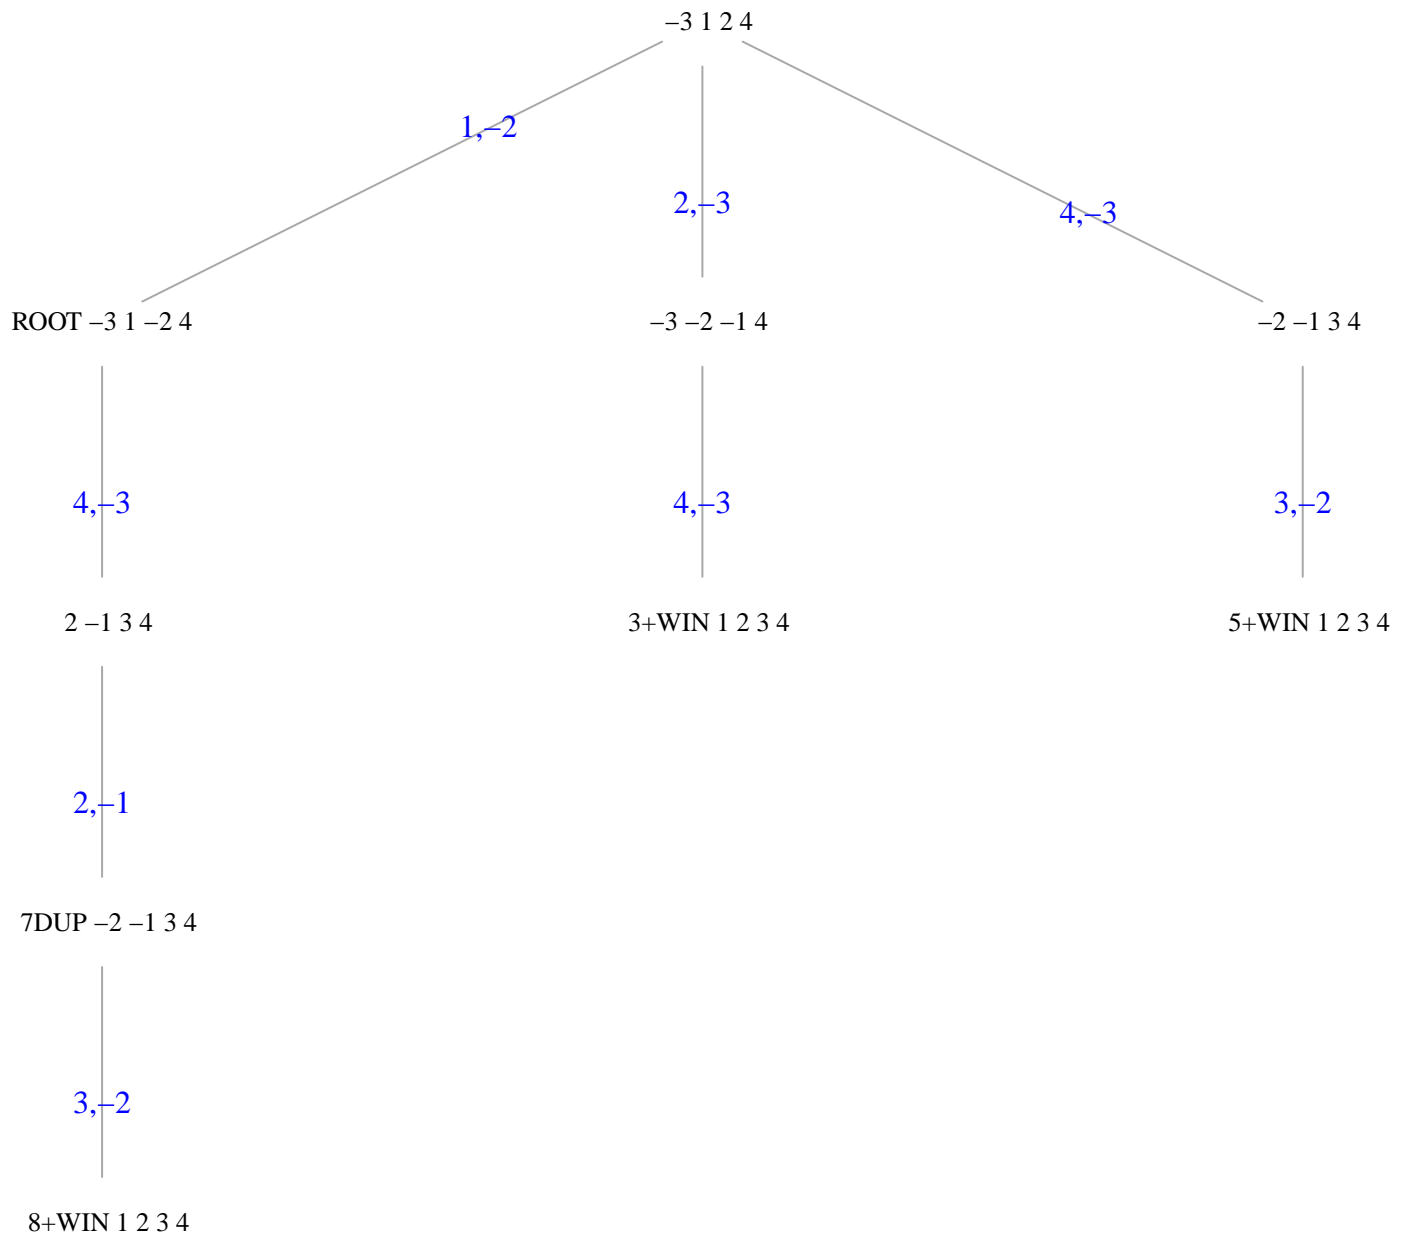 –3 1 2 4
1,–2
2,–3
4,–3
ROOT –3 1 –2 4
–3 –2 –1 4
–2 –1 3 4
4,–3
4,–3
3,–2
2 –1 3 4
3+WIN 1 2 3 4
5+WIN 1 2 3 4
2,–1
7DUP –2 –1 3 4
3,–2
8+WIN 1 2 3 4